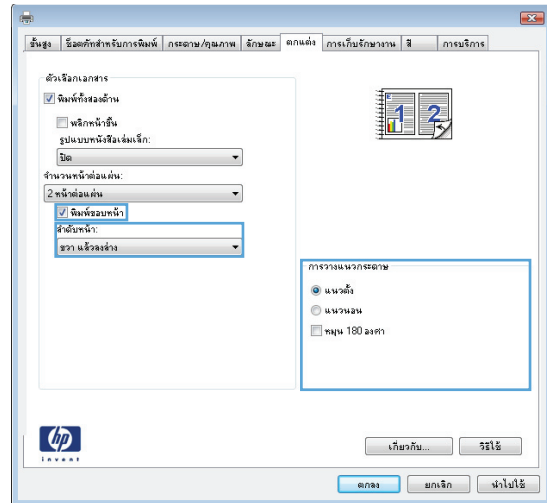 ขั้นสูง ช็อตคัทสำหรับการพิมพ์ กระดาษ/คุณภาพ ลักษณะ ตกแต่ง การเก็บรักษางาน สี การบริการ
ตัวเลือกเอกสาร
พิมพ์ทั้งสองด้าน
พลิกหน้าขึ้น
รูปแบบหนังสือเล่มเล็ก:
ปิด
จำนวนหน้าต่อแผ่น:
2 หน้าต่อแผ่น
พิมพ์ขอบหน้า
ลำดับหน้า:
ขวา แล้วลงล่าง
1 2
การวางแนวกระดาษ
แนวตั้ง
แนวนอน
หมุน 180 องศา
hp
invent
เกี่ยวกับ... วิธีใช้
ตกลง ยกเลิก นำไปใช้